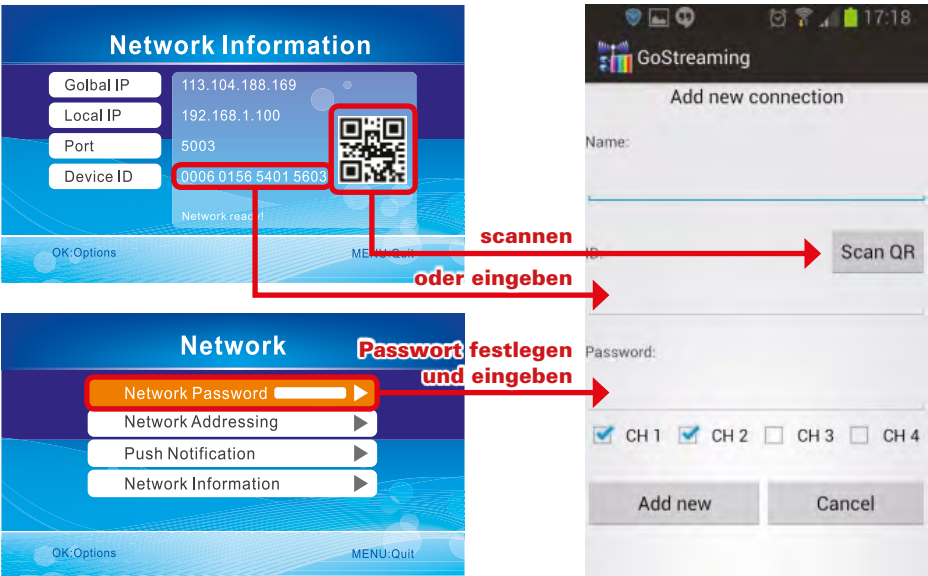 Network Information
Golbal IP 113.104.188.169
Local IP 192.168.1.100
Port 5003
Device ID 0006 0156 5401 5603
Network ready!
OK:Options MENU:Quit
scannen
oder eingeben
Network
Network Password
Network Addressing
Push Notification
Network Information
OK:Options MENU:Quit
Passwort festlegen
und eingeben
17:18
GoStreaming
Add new connection
Name:
ID:
Scan QR
Password:
CH 1 CH 2 CH 3 CH 4
Add new Cancel